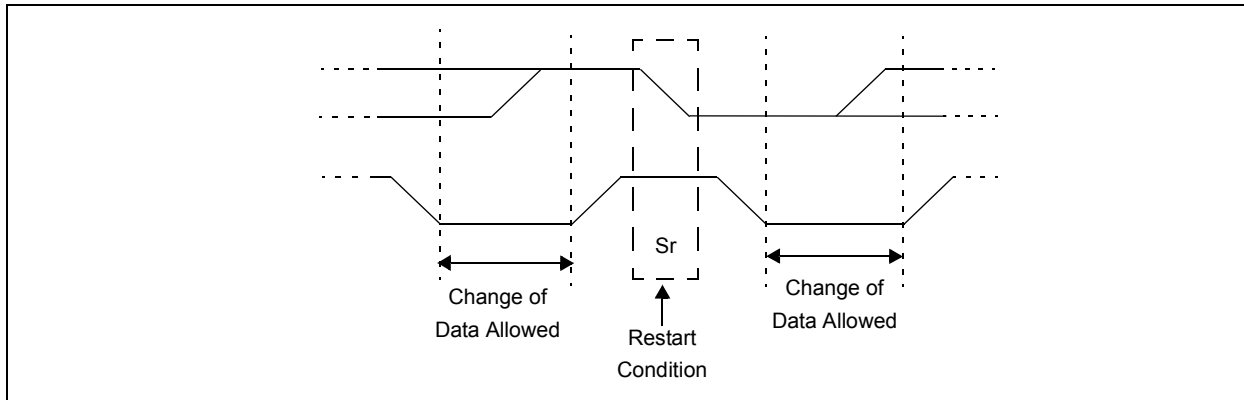 Sr
Change of
Data Allowed
Restart
Condition
Change of
Data Allowed